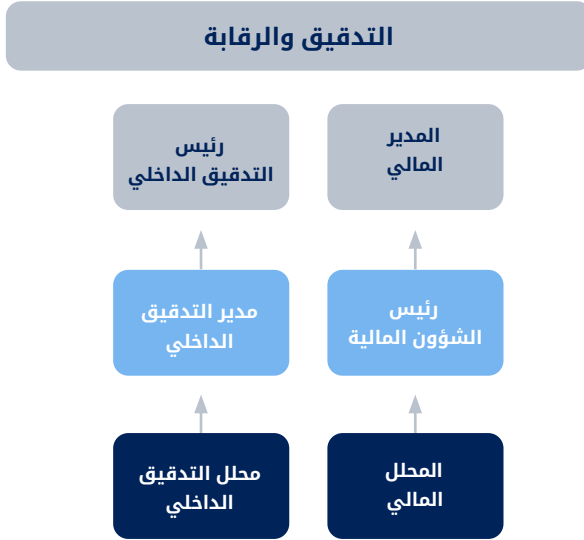 التدقيق والرقابة
المدير
المالي
رئيس
التدقيق الداخلي
رئيس
الشؤون المالية
مدير التدقيق
الداخلي
المحلل
المالي
محلل التدقيق
الداخلي